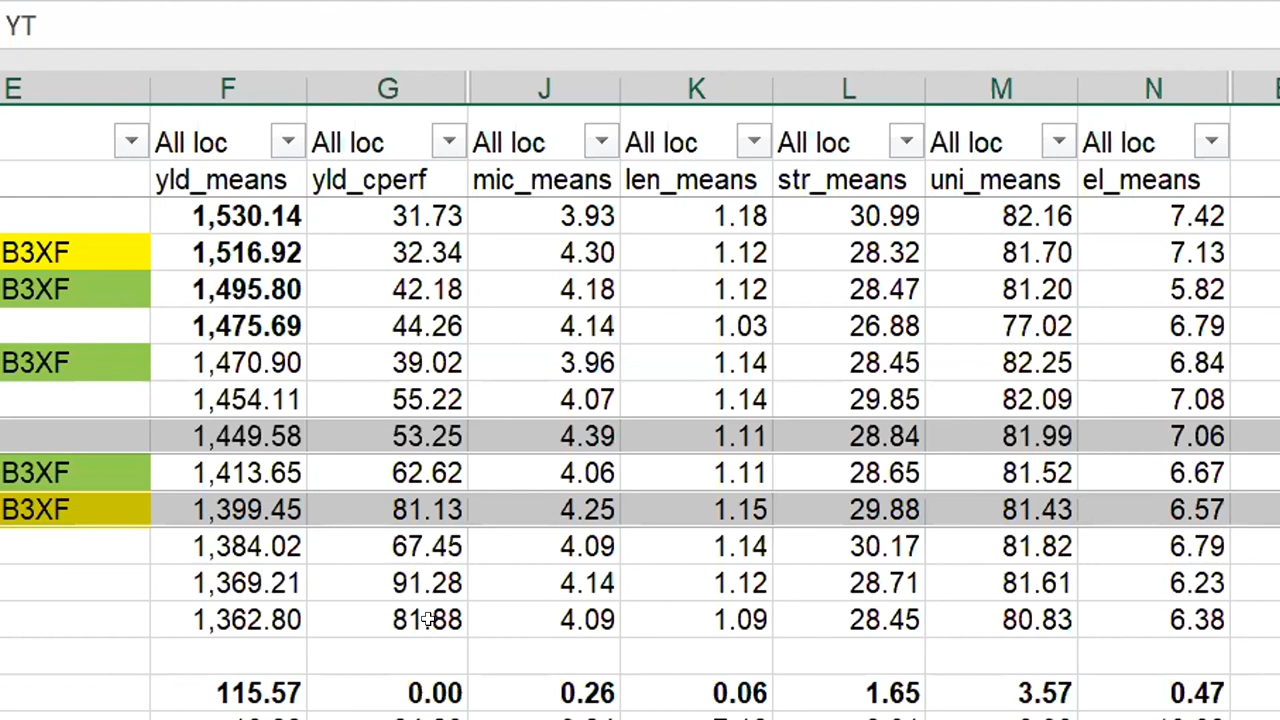 YT
E F G J K L M N
All loc All loc All loc All loc All loc All loc All loc
yld_means yld_cperf mic_means len_means str_means uni_means el_means
1,530.14 31.73 3.93 1.18 30.99 82.16 7.42
B3XF 1,516.92 32.34 4.30 1.12 28.32 81.70 7.13
B3XF 1,495.80 42.18 4.18 1.12 28.47 81.20 5.82
1,475.69 44.26 4.14 1.03 26.88 77.02 6.79
B3XF 1,470.90 39.02 3.96 1.14 28.45 82.25 6.84
1,454.11 55.22 4.07 1.14 29.85 82.09 7.08
1,449.58 53.25 4.39 1.11 28.84 81.99 7.06
B3XF 1,413.65 62.62 4.06 1.11 28.65 81.52 6.67
B3XF 1,399.45 81.13 4.25 1.15 29.88 81.43 6.57
1,384.02 67.45 4.09 1.14 30.17 81.82 6.79
1,369.21 91.28 4.14 1.12 28.71 81.61 6.23
1,362.80 81.88 4.09 1.09 28.45 80.83 6.38
115.57 0.00 0.26 0.06 1.65 3.57 0.47